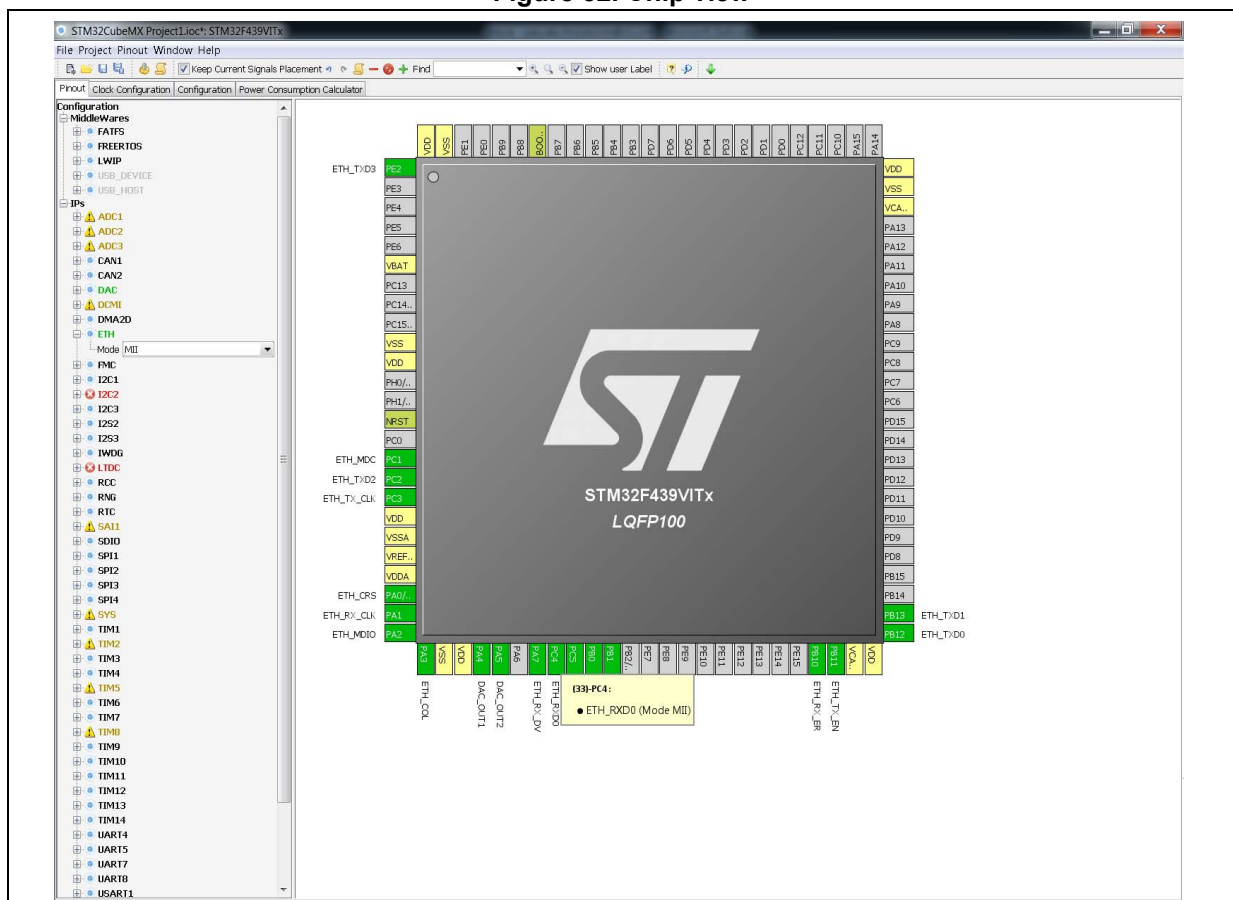 STM32CubeMX Project1.ioc*: STM32F439VITx
File Project Pinout Window Help
Keep Current Signals Placement Find Show user Label
Pinout Clock Configuration Configuration Power Consumption Calculator
Configuration
MiddleWares
FATFS
FREERTOS
LWIP
USB_DEVICE
USB_HOST
IPs
ADC1
ADC2
ADC3
CAN1
CAN2
DAC
DCMI
DMA2D
ETH
Mode MII
FMC
I2C1
I2C2
I2C3
I2S2
I2S3
IWDG
LTDC
RCC
RNG
RTC
SAI1
SDIO
SPI1
SPI2
SPI3
SPI4
SYS
TIM1
TIM2
TIM3
TIM4
TIM5
TIM6
TIM7
TIM8
TIM9
TIM10
TIM11
TIM12
TIM13
TIM14
UART4
UART5
UART7
UART8
USART1
VDD VSS PE1 PE0 PB9 PB8 BOO.. PB7 PB6 PB5 PB4 PB3 PD7 PD6 PD5 PD4 PD3 PD2 PD1 PD0 PC12 PC11 PC10 PA15 PA14
ETH_TXD3 PE2
PE3
PE4
PE5
PE6
VBAT
PC13
PC14..
PC15..
VSS
VDD
PH0/..
PH1/..
NRST
PC0
ETH_MDC PC1
ETH_TXD2 PC2
ETH_TX_CLK PC3
VDD
VSSA
VREF..
VDDA
ETH_CRS PA0/..
ETH_RX_CLK PA1
ETH_MDIO PA2
ST
STM32F439VITx
LQFP100
VDD
VSS
VCA..
PA13
PA12
PA11
PA10
PA9
PA8
PC9
PC8
PC7
PC6
PD15
PD14
PD13
PD12
PD11
PD10
PD9
PD8
PB15
PB14
PB13 ETH_TXD1
PB12 ETH_TXD0
PA3 VSS VDD PA4 PA5 PA6 PA7 PC4 PC5 PB0 PB1 PB2/.. PE7 PE8 PE9 PE10 PE11 PE12 PE13 PE14 PE15 PB10 PB11 VCA.. VDD
ETH_COL DAC_OUT1 DAC_OUT2 ETH_RX_DV ETH_RXD0 ETH_RX_ER ETH_TX_EN
(33)-PC4:
● ETH_RXD0 (Mode MII)